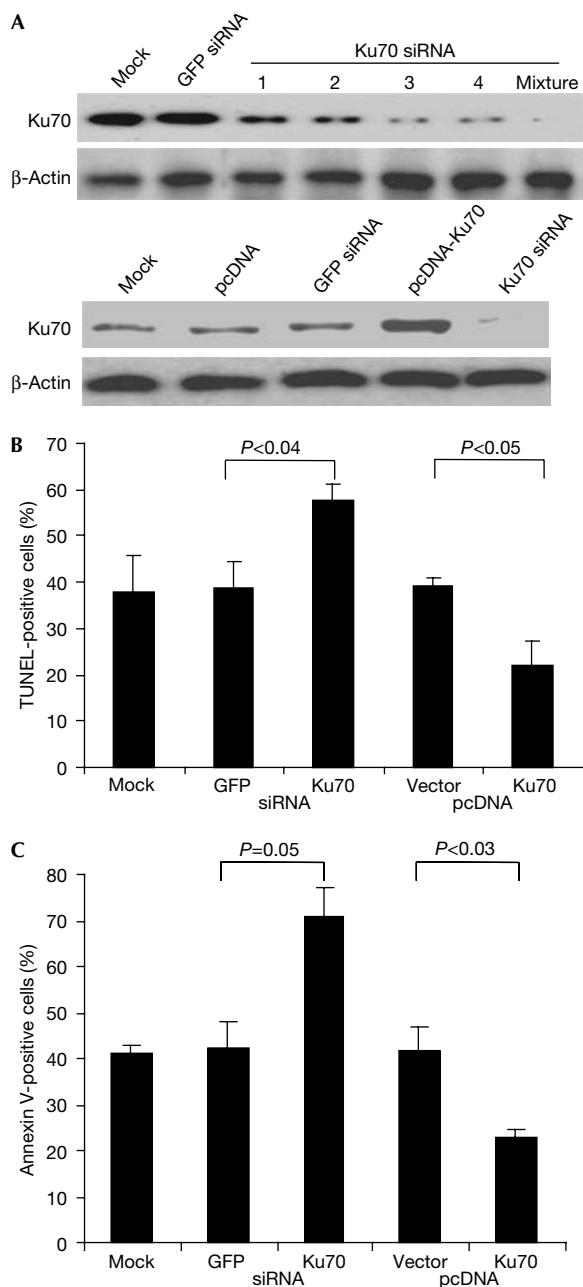 A
Mock
GFP siRNA
Ku70 siRNA
1 2 3 4 Mixture
Ku70
β-Actin
Mock
pcDNA
GFP siRNA
pcDNA-Ku70
Ku70 siRNA
Ku70
β-Actin
B
TUNEL-positive cells (%)
70
60
50
40
30
20
10
0
P<0.04
P<0.05
Mock GFP Ku70 Vector Ku70
siRNA pcDNA
C
Annexin V-positive cells (%)
80
70
60
50
40
30
20
10
0
P=0.05
P<0.03
Mock GFP Ku70 Vector Ku70
siRNA pcDNA